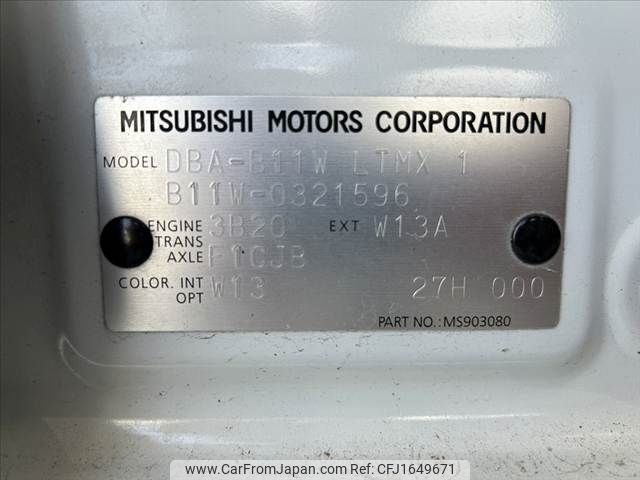 MITSUBISHI MOTORS CORPORATION
MODEL DBA-B11W LTMX 1
B11W-0321596
ENGINE 3B20 EXT W13A
TRANS
AXLE F1CJB
COLOR. INT W13 27H 000
OPT
PART NO.:MS903080
www.CarFromJapan.com CFJ1649671